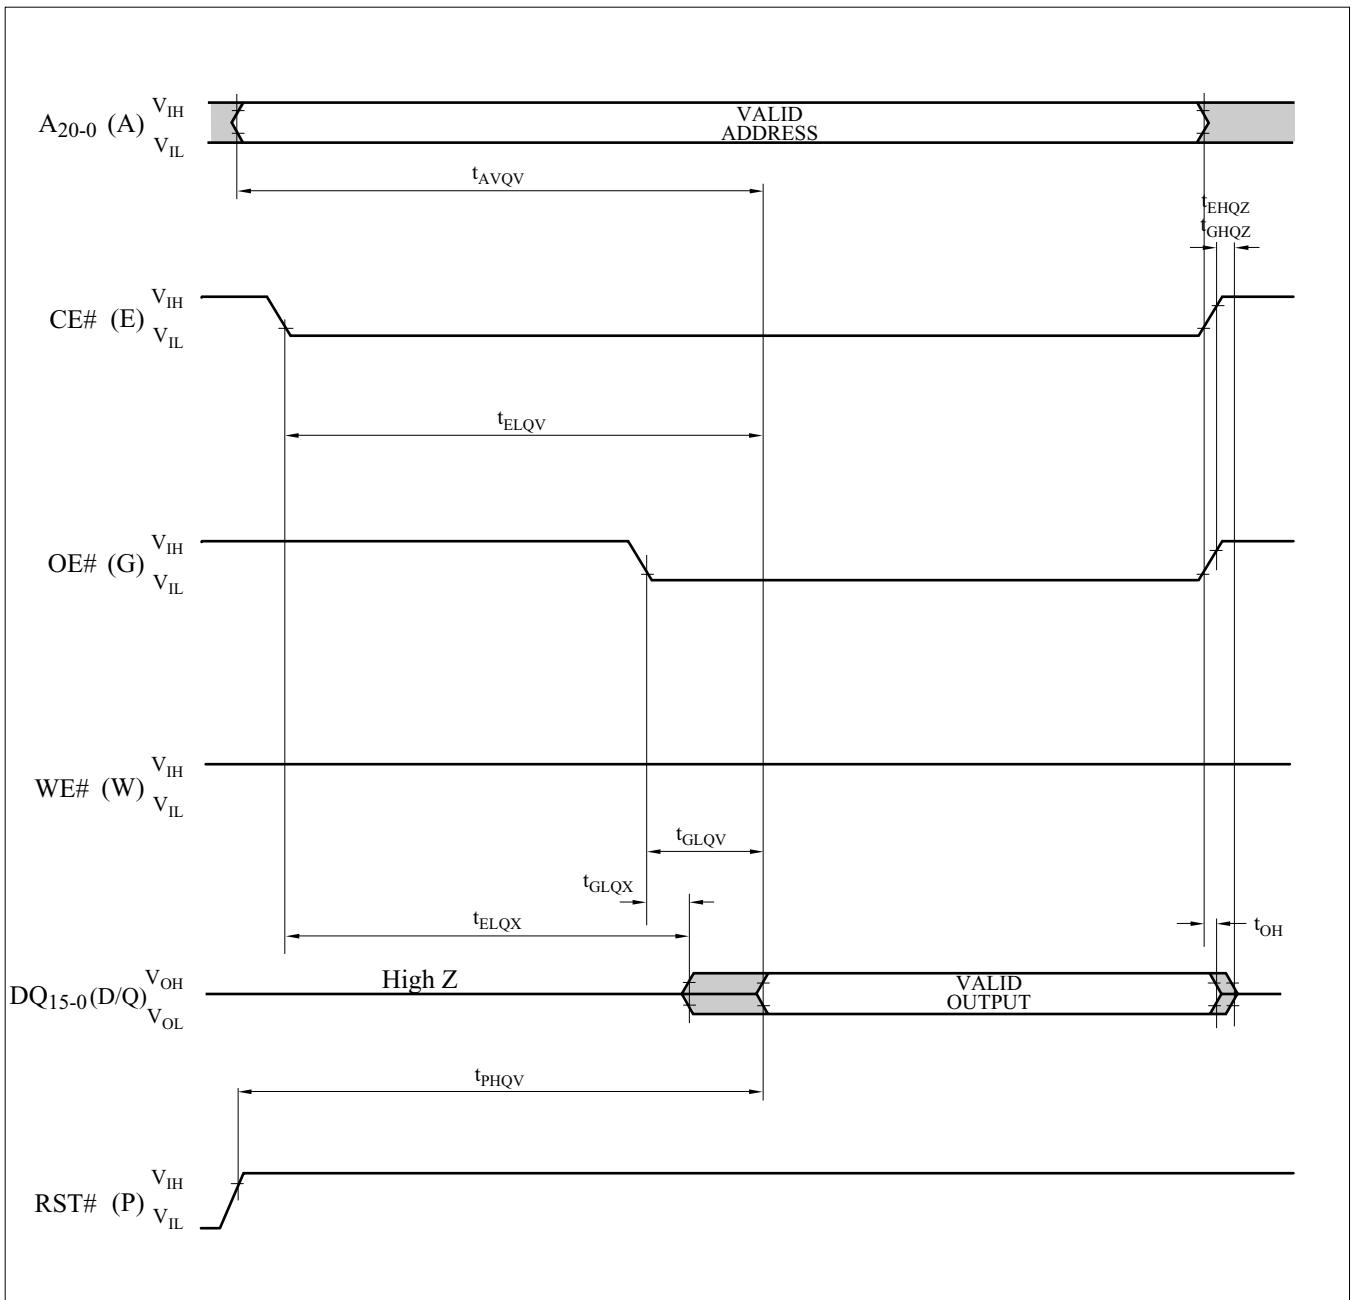 A20-0 (A) VIH
VIL
VALID
ADDRESS
tAVQV
tEHQZ
tGHQZ
CE# (E) VIH
VIL
tELQV
OE# (G) VIH
VIL
WE# (W) VIH
VIL
tGLQV
tGLQX
tELQX
tOH
DQ15-0 (D/Q) VOH
VOL
High Z
VALID
OUTPUT
tPHQV
RST# (P) VIH
VIL